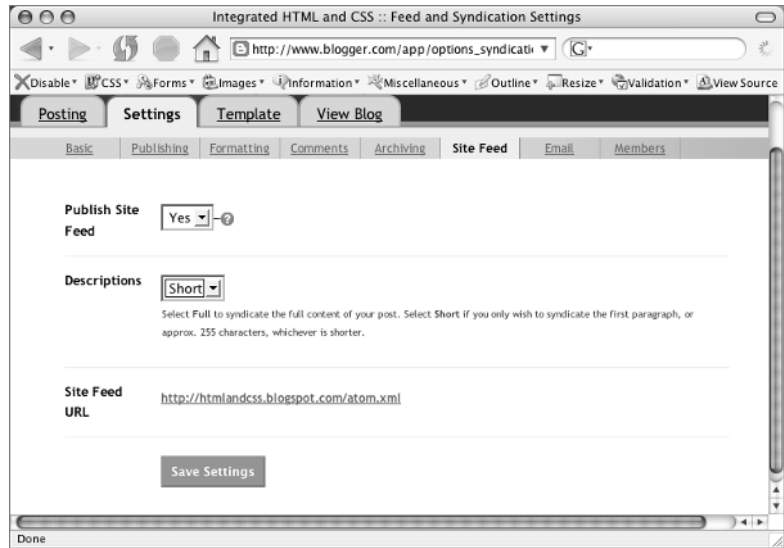 Integrated HTML and CSS :: Feed and Syndication Settings
http://www.blogger.com/app/options_syndicati
G
Disable CSS Forms Images Information Miscellaneous Outline Resize Validation View Source
Posting Settings Template View Blog
Basic Publishing Formatting Comments Archiving Site Feed Email Members
Publish Site
Feed
Yes
?
Descriptions
Short
Select Full to syndicate the full content of your post. Select Short if you only wish to syndicate the first paragraph, or
approx. 255 characters, whichever is shorter.
Site Feed
URL
http://htmlandcss.blogspot.com/atom.xml
Save Settings
Done